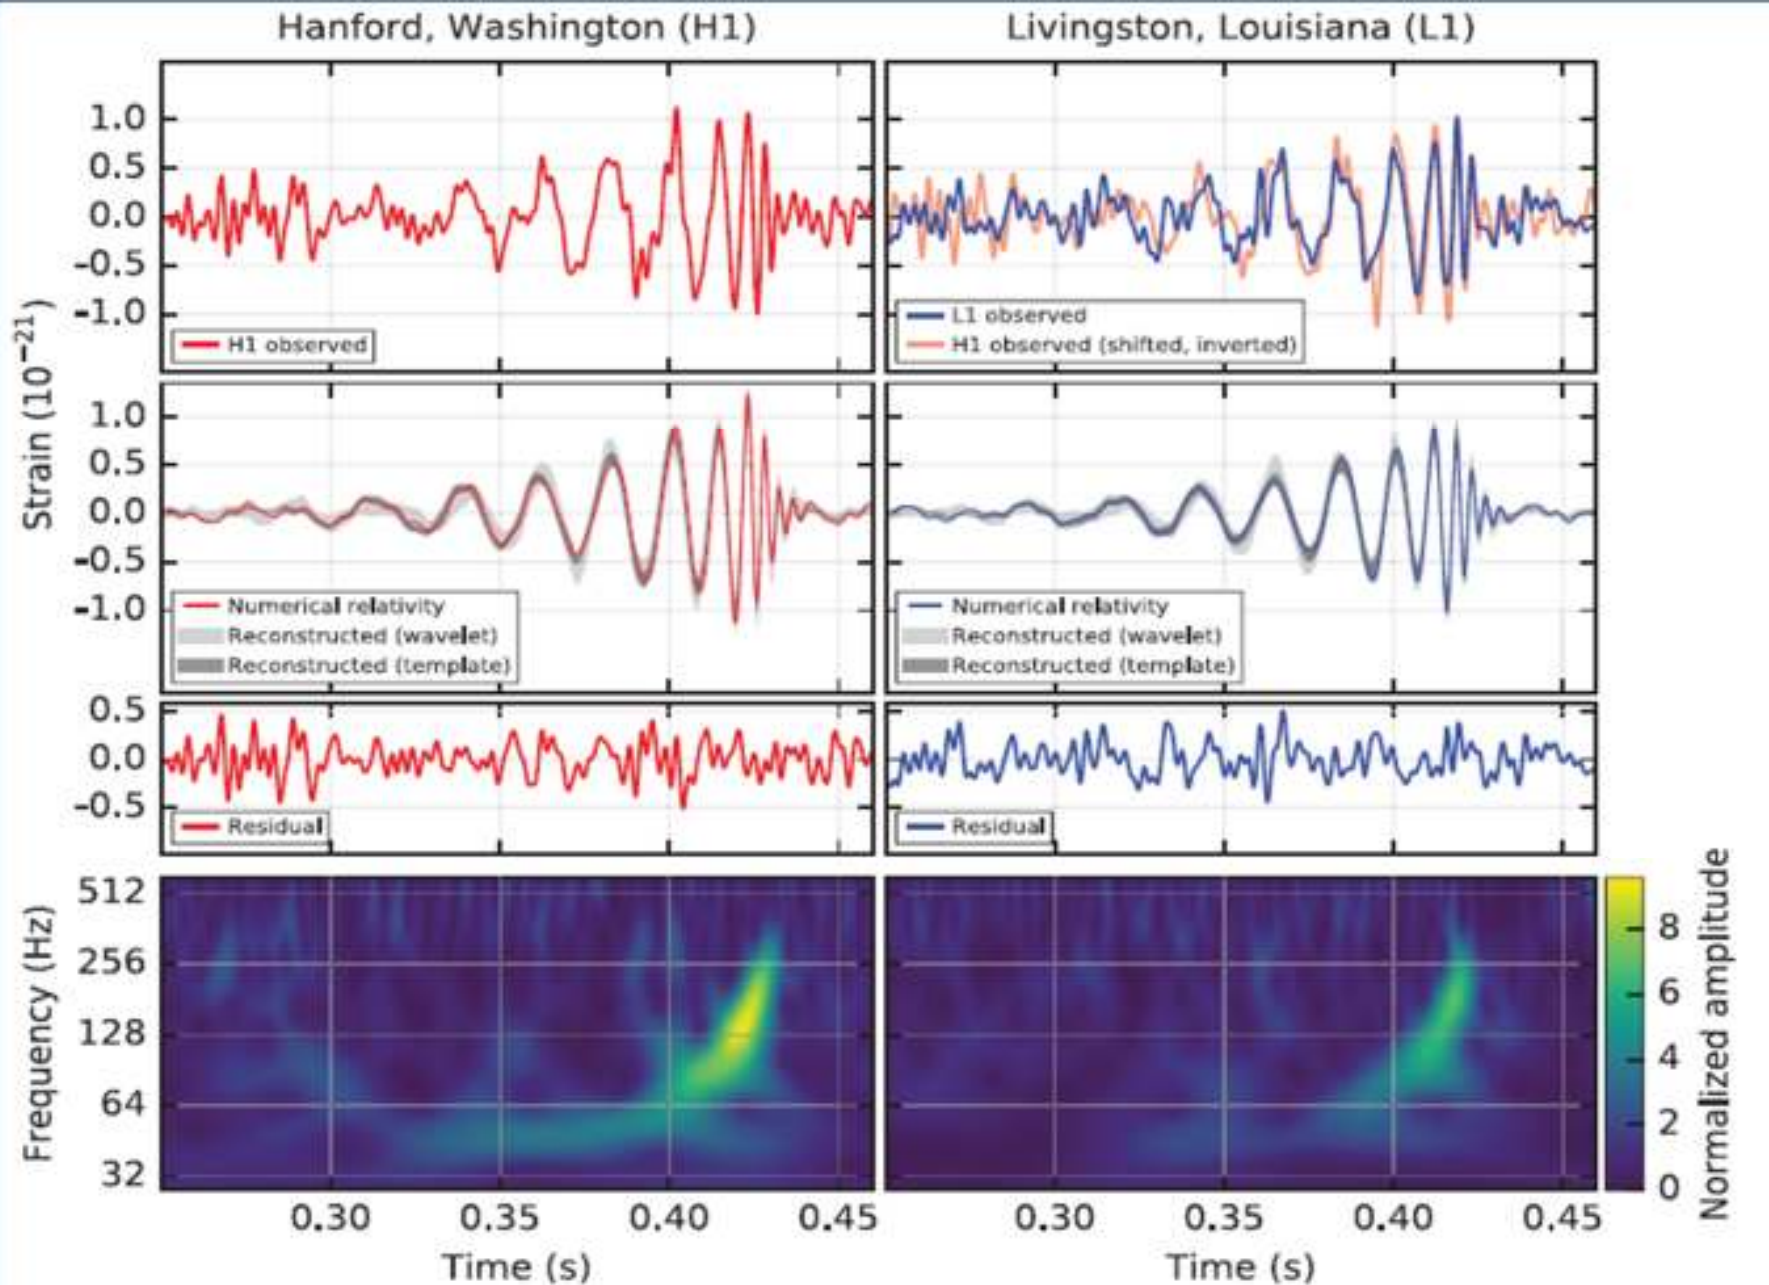 Hanford, Washington (H1)
Livingston, Louisiana (L1)
Strain (10⁻²¹)
1.0
0.5
0.0
-0.5
-1.0
H1 observed
L1 observed
H1 observed (shifted, inverted)
1.0
0.5
0.0
-0.5
-1.0
Numerical relativity
Reconstructed (wavelet)
Reconstructed (template)
Numerical relativity
Reconstructed (wavelet)
Reconstructed (template)
0.5
0.0
-0.5
Residual
Residual
Frequency (Hz)
512
256
128
64
32
Normalized amplitude
8
6
4
2
0
0.30 0.35 0.40 0.45
0.30 0.35 0.40 0.45
Time (s)
Time (s)